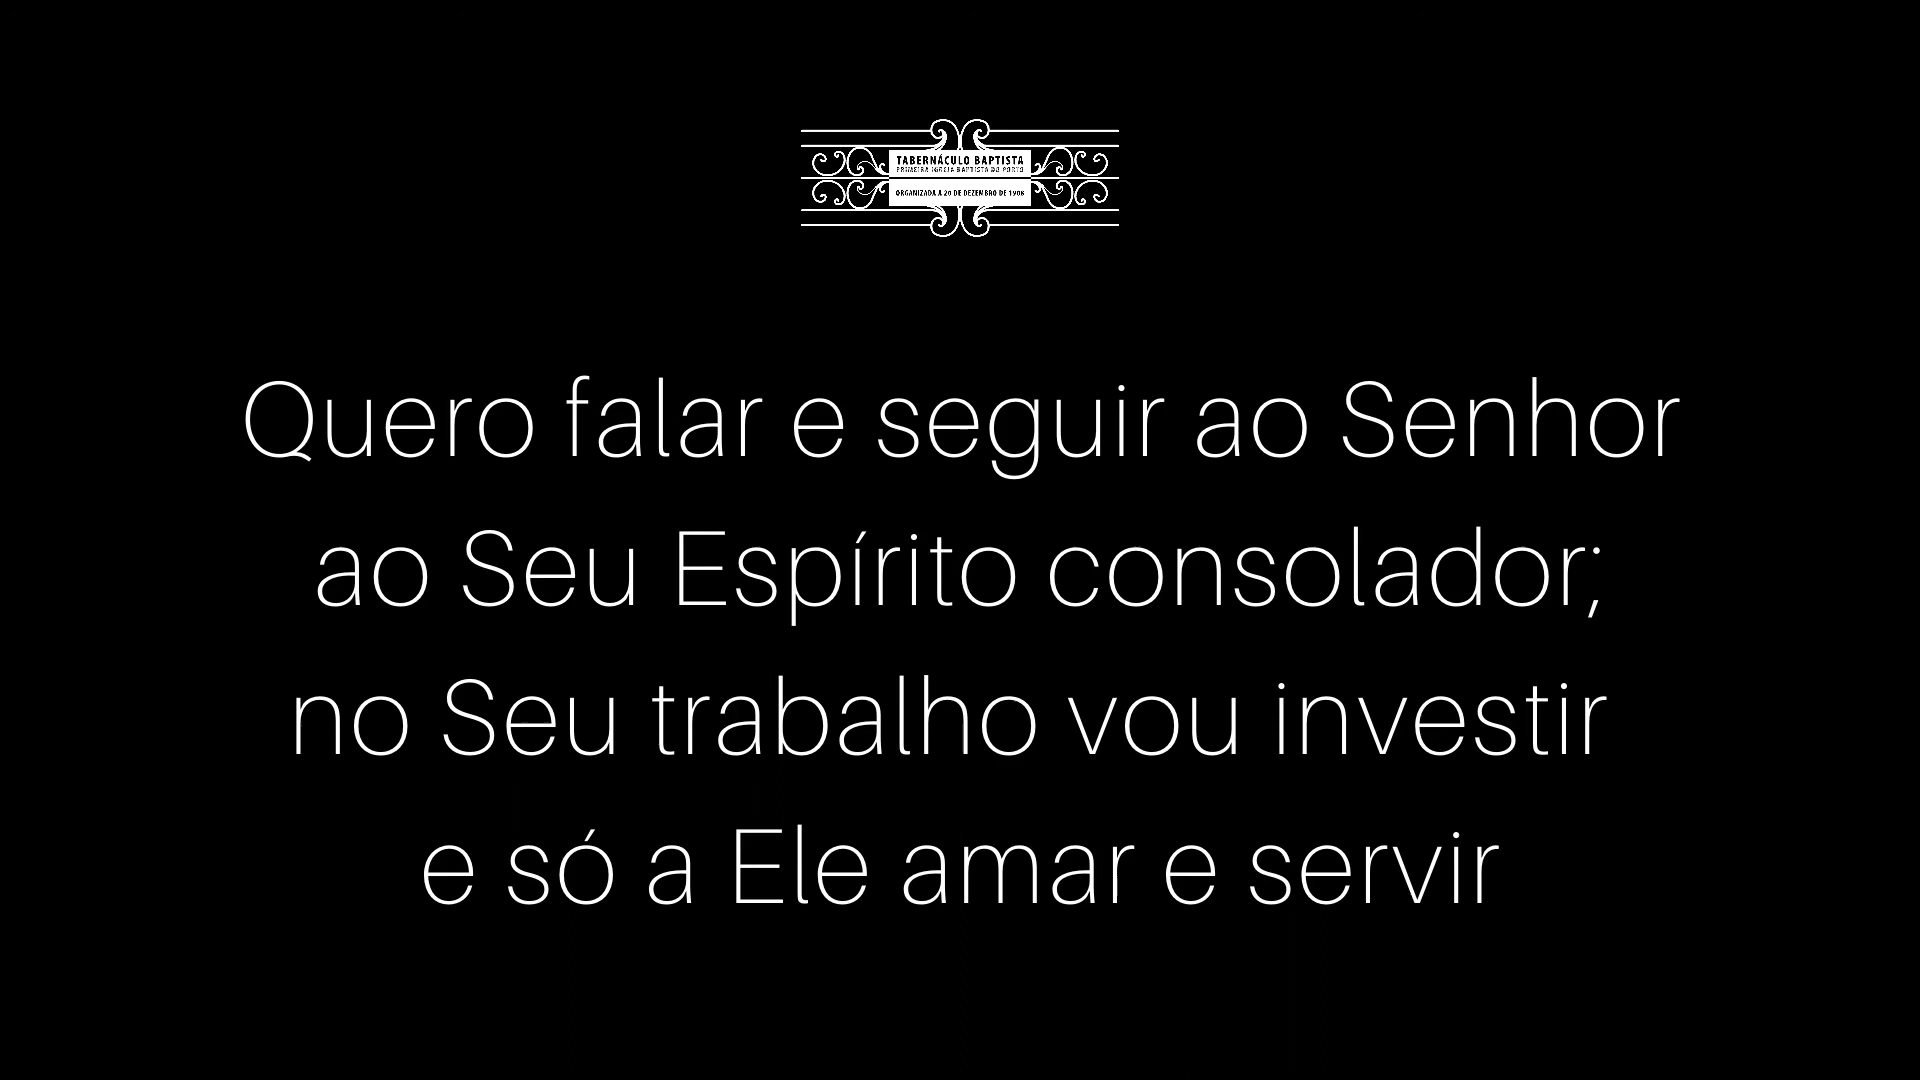 TABERNÁCULO BAPTISTA
PRIMEIRA IGREJA BAPTISTA DO PORTO
ORGANIZADA A 20 DE DEZEMBRO DE 1908
Quero falar e seguir ao Senhor
ao Seu Espírito consolador;
no Seu trabalho vou investir
e só a Ele amar e servir